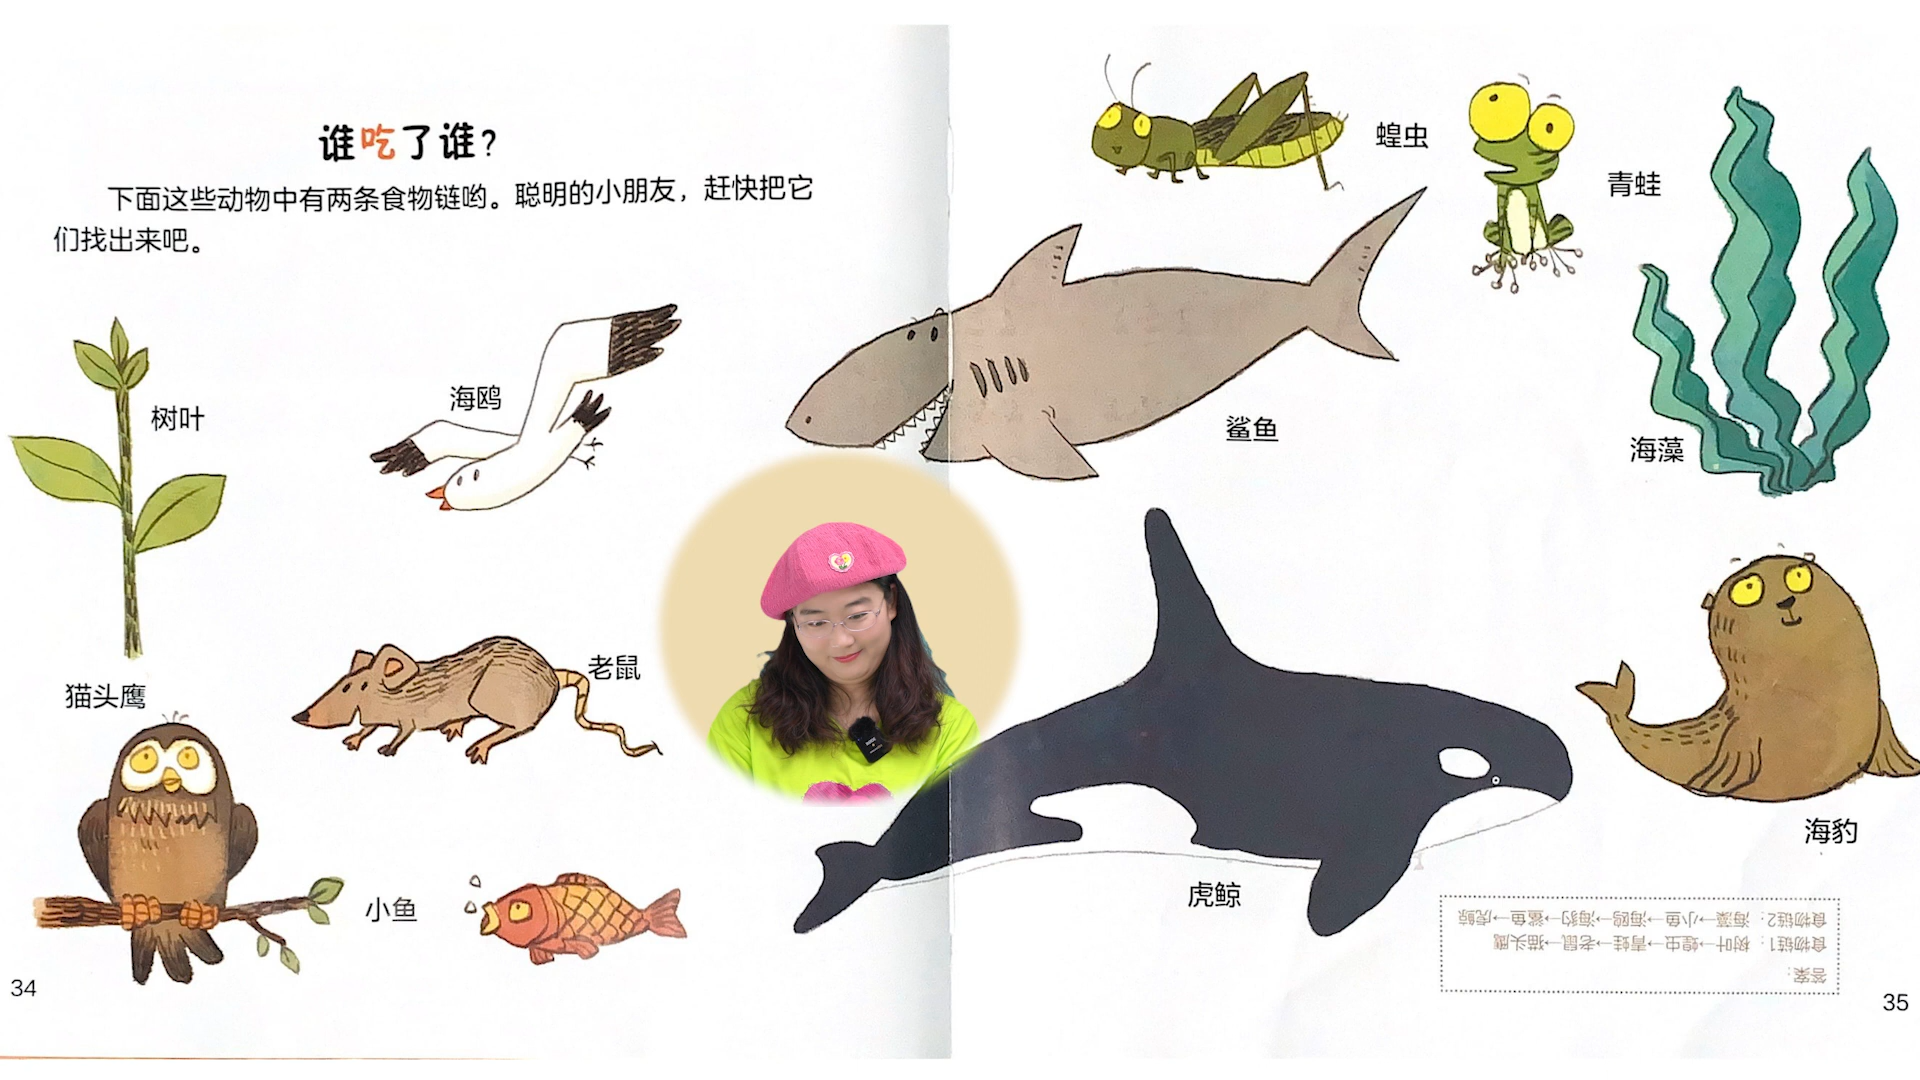 谁吃了谁?
下面这些动物中有两条食物链哟。聪明的小朋友，赶快把它
们找出来吧。
树叶
海鸥
猫头鹰
老鼠
小鱼
34
蝗虫
青蛙
鲨鱼
海藻
虎鲸
海豹
答案：
食物链1：树叶→蝗虫→青蛙→老鼠→猫头鹰
食物链2：海藻→小鱼→海鸥→海豹→鲨鱼→虎鲸
35